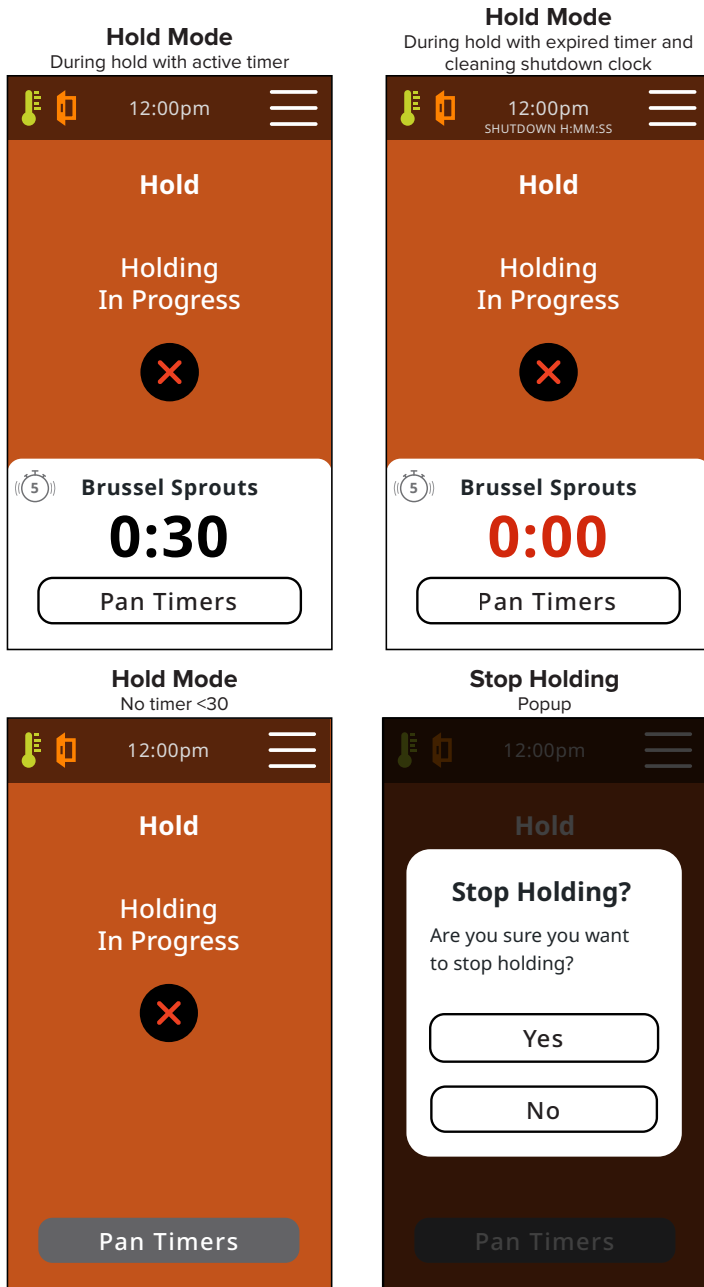 Hold Mode
During hold with active timer
12:00pm
Hold
Holding
In Progress
5
Brussel Sprouts
0:30
Pan Timers
Hold Mode
During hold with expired timer and
cleaning shutdown clock
12:00pm
SHUTDOWN H:MM:SS
Hold
Holding
In Progress
5
Brussel Sprouts
0:00
Pan Timers
Hold Mode
No timer <30
12:00pm
Hold
Holding
In Progress
Pan Timers
Stop Holding
Popup
12:00pm
Hold
Stop Holding?
Are you sure you want
to stop holding?
Yes
No
Pan Timers